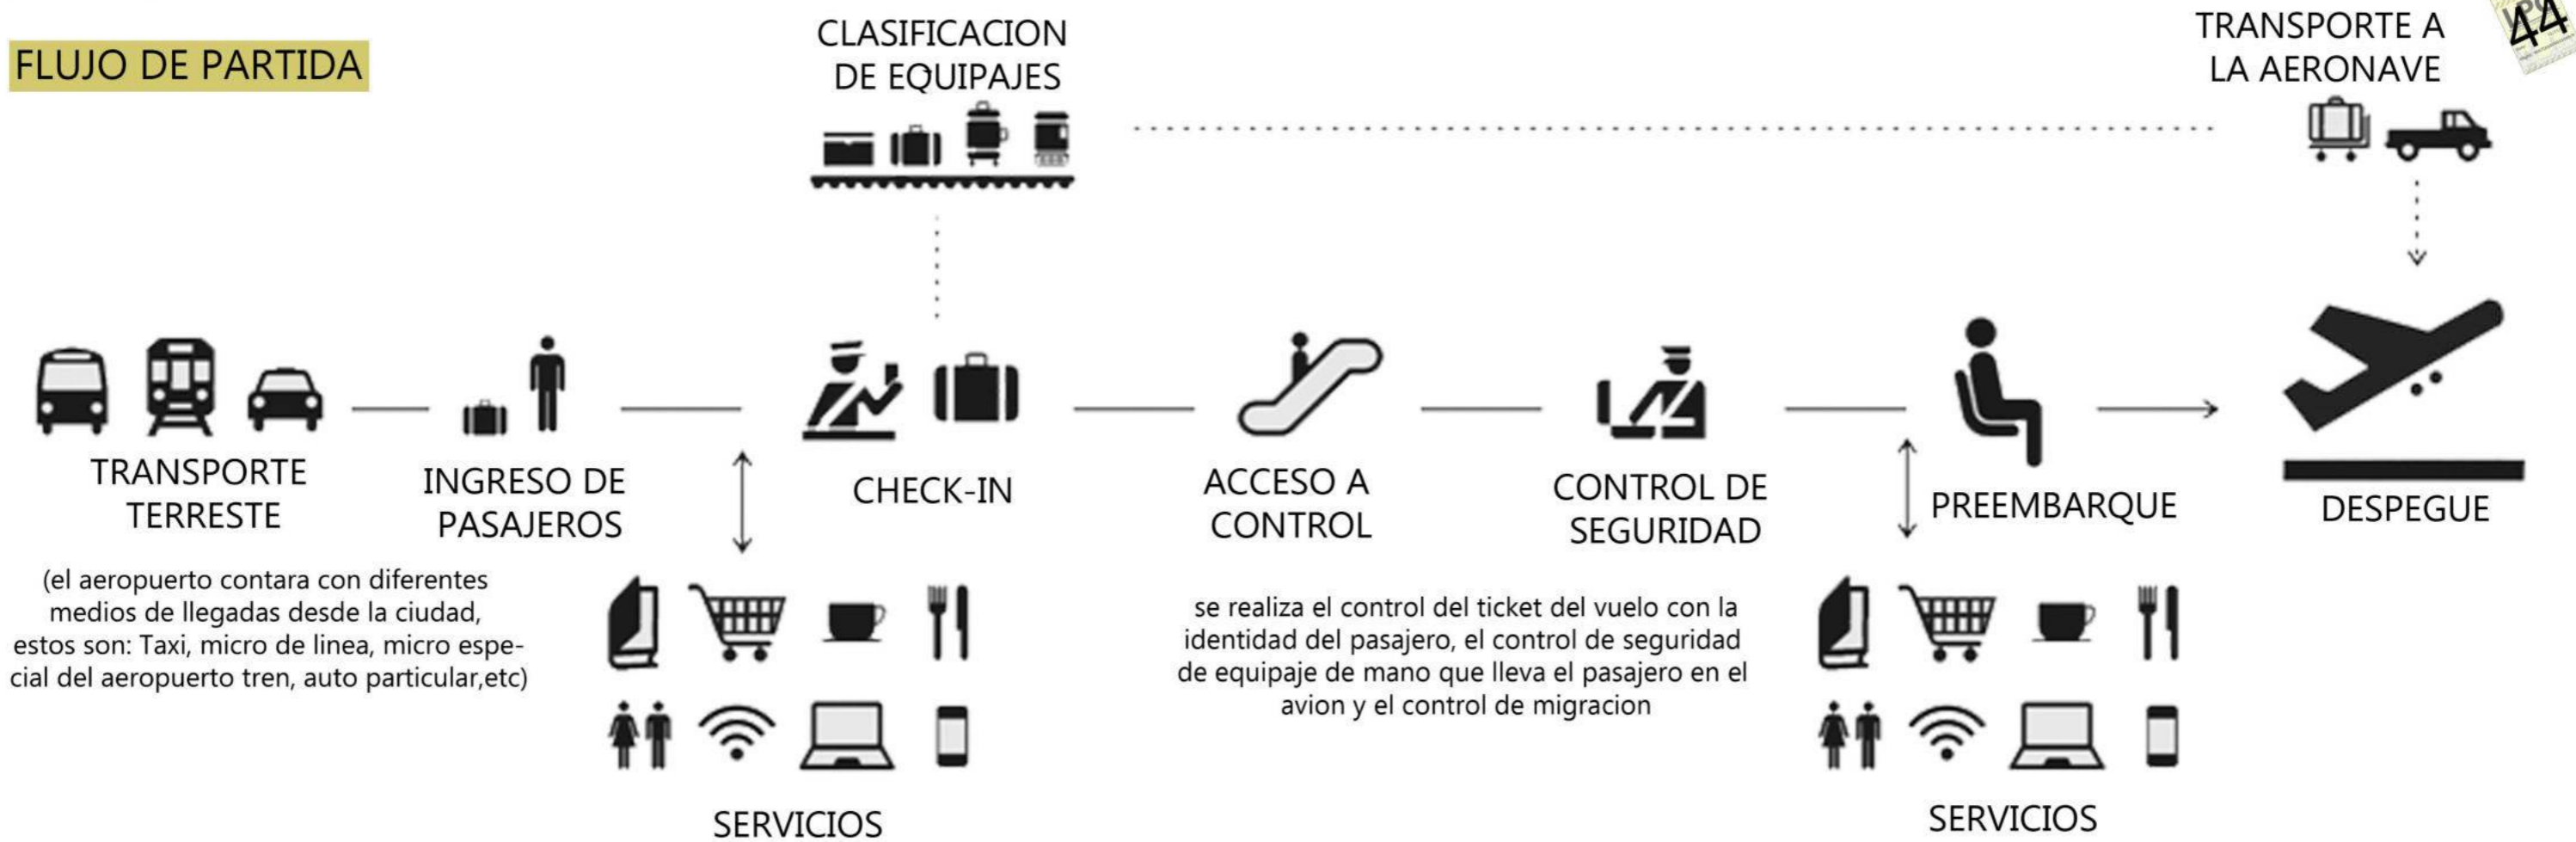 FLUJO DE PARTIDA
CLASIFICACION
DE EQUIPAJES
TRANSPORTE A
LA AERONAVE
44
TRANSPORTE
TERRESTE
INGRESO DE
PASAJEROS
CHECK-IN
ACCESO A
CONTROL
CONTROL DE
SEGURIDAD
PREEMBARQUE
DESPEGUE
(el aeropuerto contara con diferentes
medios de llegadas desde la ciudad,
estos son: Taxi, micro de linea, micro espe-
cial del aeropuerto tren, auto particular,etc)
se realiza el control del ticket del vuelo con la
identidad del pasajero, el control de seguridad
de equipaje de mano que lleva el pasajero en el
avion y el control de migracion
SERVICIOS
SERVICIOS